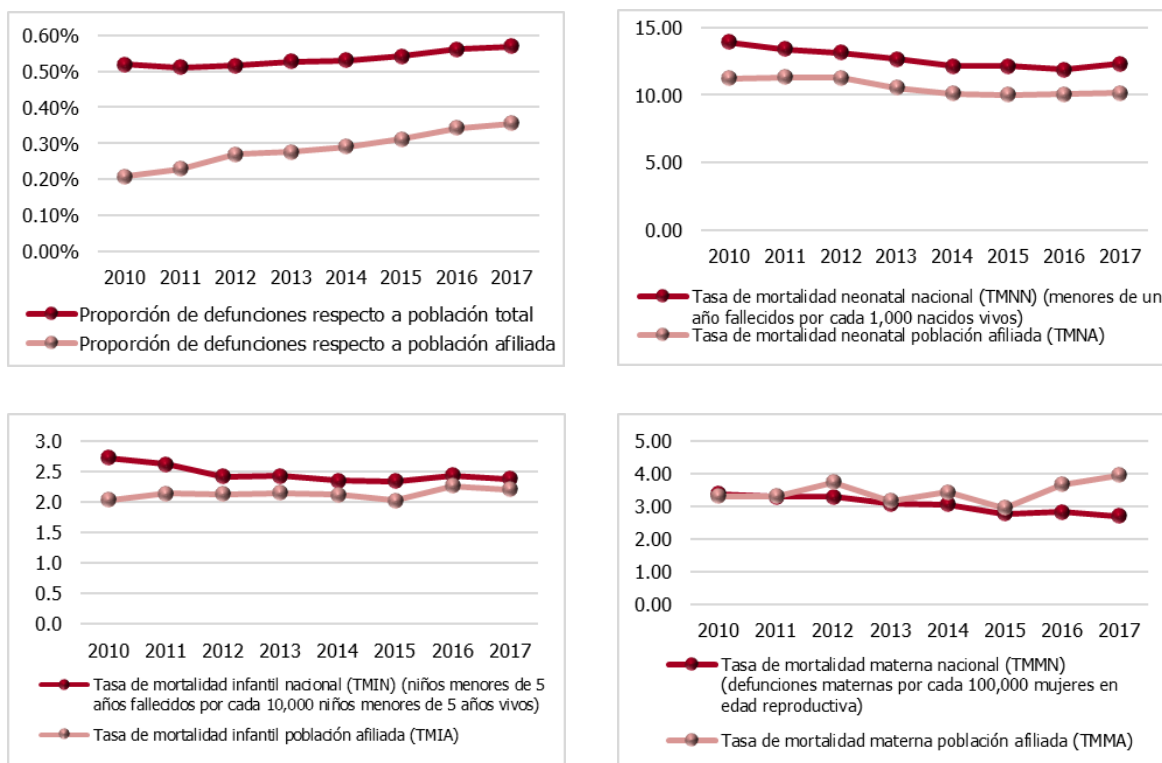 0.60%
0.50%
0.40%
0.30%
0.20%
0.10%
0.00%
2010 2011 2012 2013 2014 2015 2016 2017
Proporción de defunciones respecto a población total
Proporción de defunciones respecto a población afiliada
15.00
10.00
5.00
0.00
2010 2011 2012 2013 2014 2015 2016 2017
Tasa de mortalidad neonatal nacional (TMNN) (menores de un
año fallecidos por cada 1,000 nacidos vivos)
Tasa de mortalidad neonatal población afiliada (TMNA)
3.0
2.5
2.0
1.5
1.0
0.5
0.0
2010 2011 2012 2013 2014 2015 2016 2017
Tasa de mortalidad infantil nacional (TMIN) (niños menores de 5
años fallecidos por cada 10,000 niños menores de 5 años vivos)
Tasa de mortalidad infantil población afiliada (TMIA)
5.00
4.00
3.00
2.00
1.00
0.00
2010 2011 2012 2013 2014 2015 2016 2017
Tasa de mortalidad materna nacional (TMMN)
(defunciones maternas por cada 100,000 mujeres en
edad reproductiva)
Tasa de mortalidad materna población afiliada (TMMA)